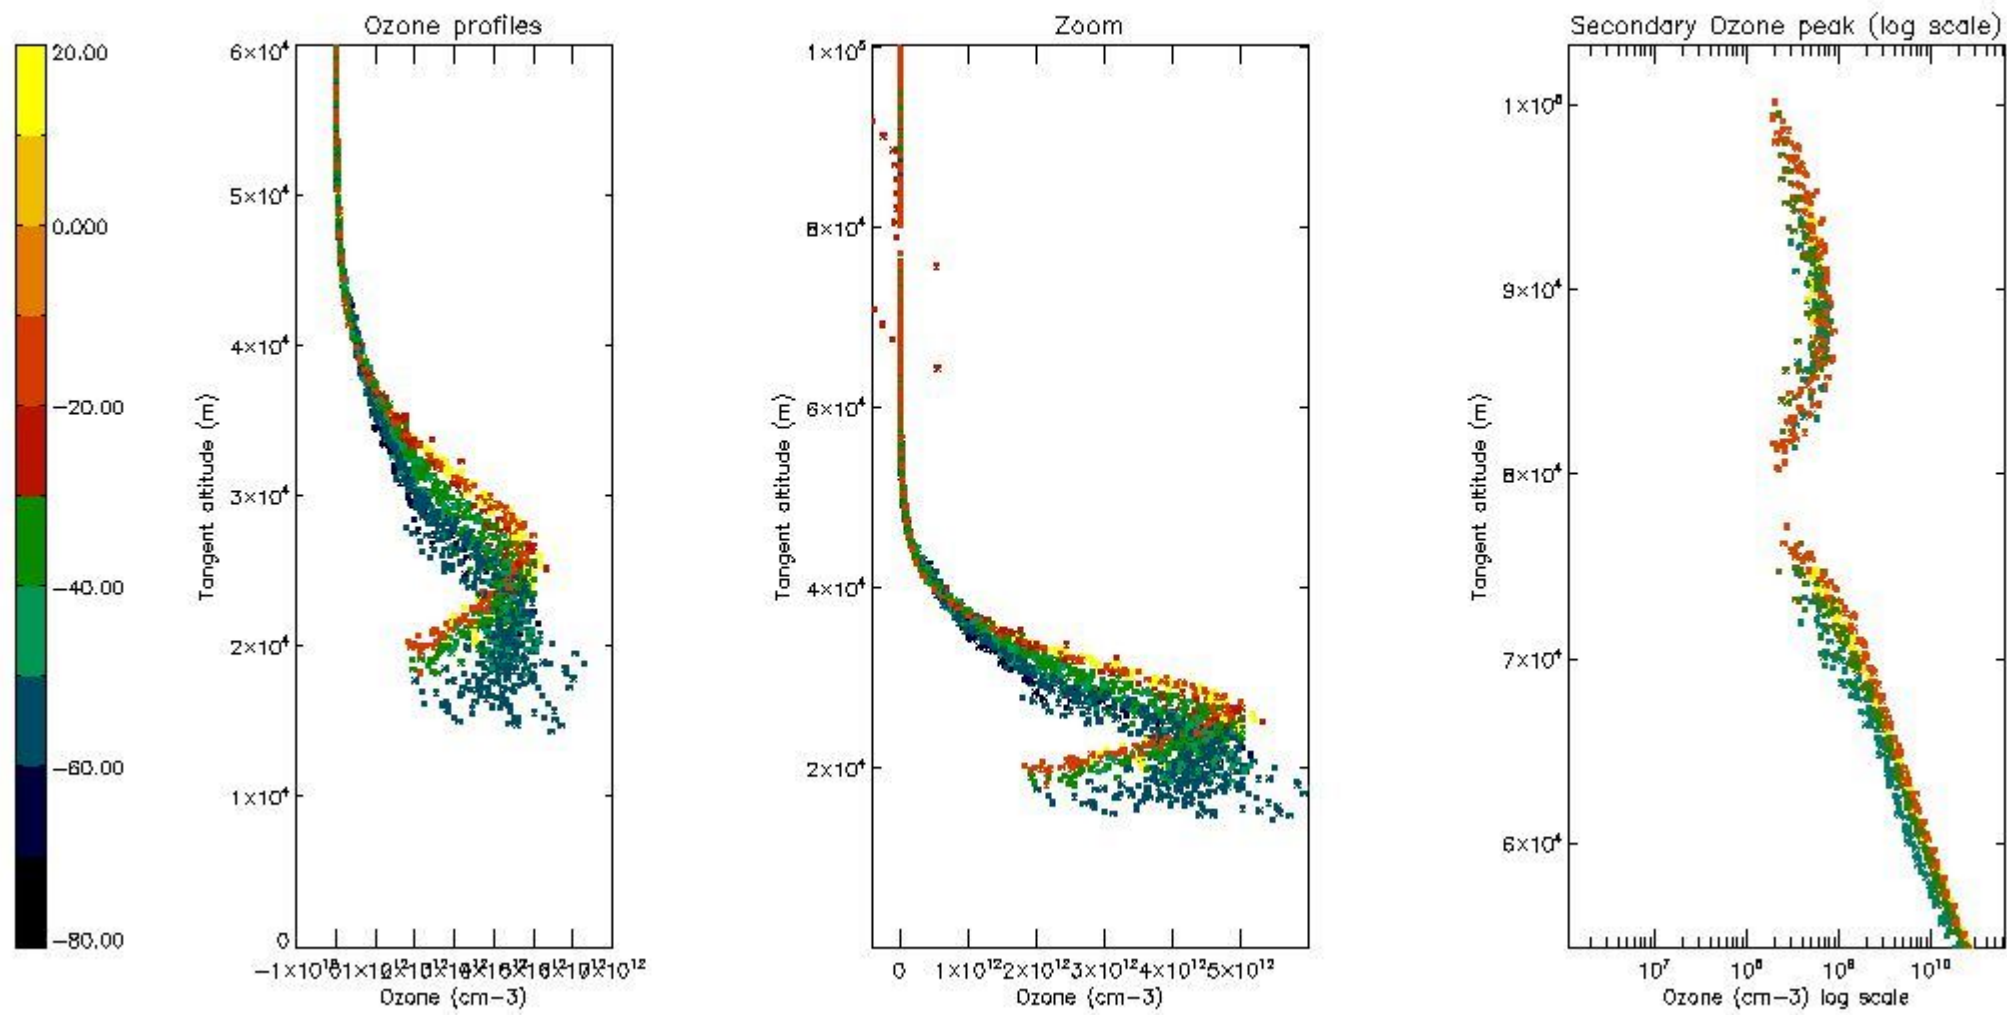 Ozone profiles
Zoom
Secondary Ozone peak (log scale)
20.00
0.000
−20.00
−40.00
−60.00
−80.00
6×10⁴
5×10⁴
4×10⁴
3×10⁴
2×10⁴
1×10⁴
0
Tangent altitude (m)
Ozone (cm−3)
1×10⁵
8×10⁴
6×10⁴
4×10⁴
2×10⁴
Tangent altitude (m)
0 1×10¹² 2×10¹² 3×10¹² 4×10¹² 5×10¹²
Ozone (cm−3)
9×10⁴
8×10⁴
7×10⁴
6×10⁴
Tangent altitude (m)
10⁷ 10⁸ 10⁹ 10¹⁰
Ozone (cm−3) log scale